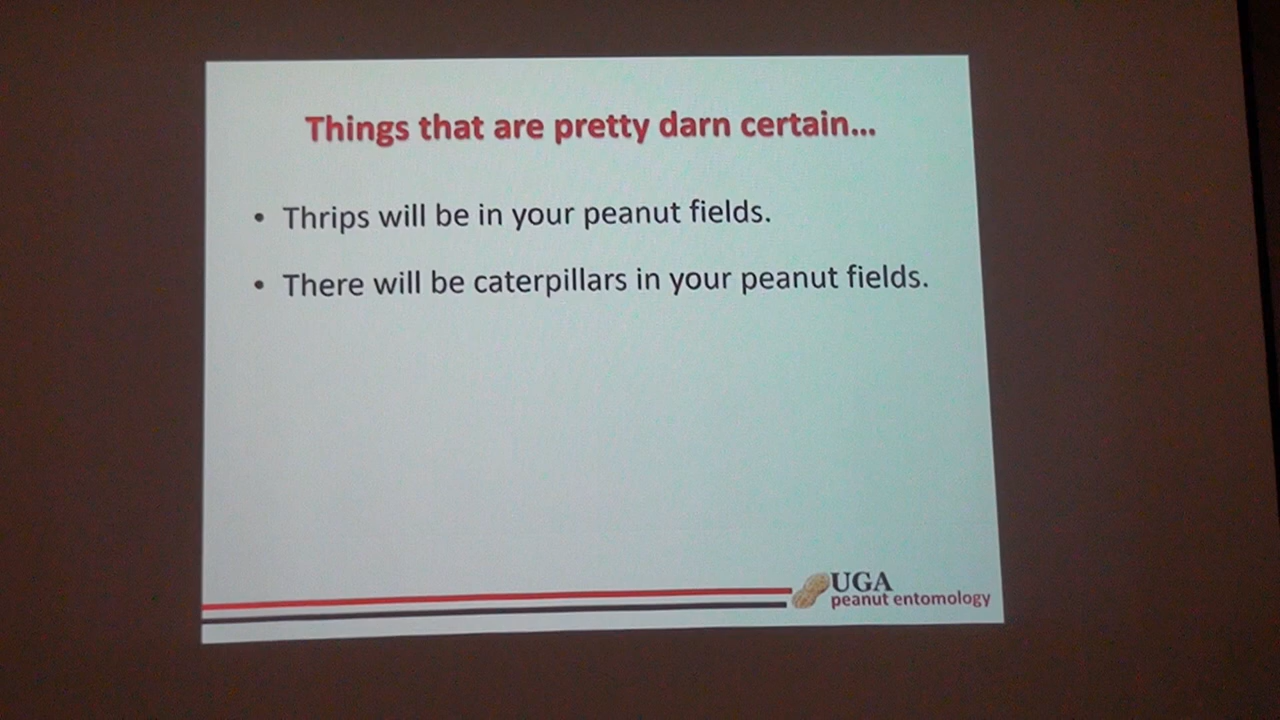 Things that are pretty darn certain...
• Thrips will be in your peanut fields.
• There will be caterpillars in your peanut fields.
UGA
peanut entomology